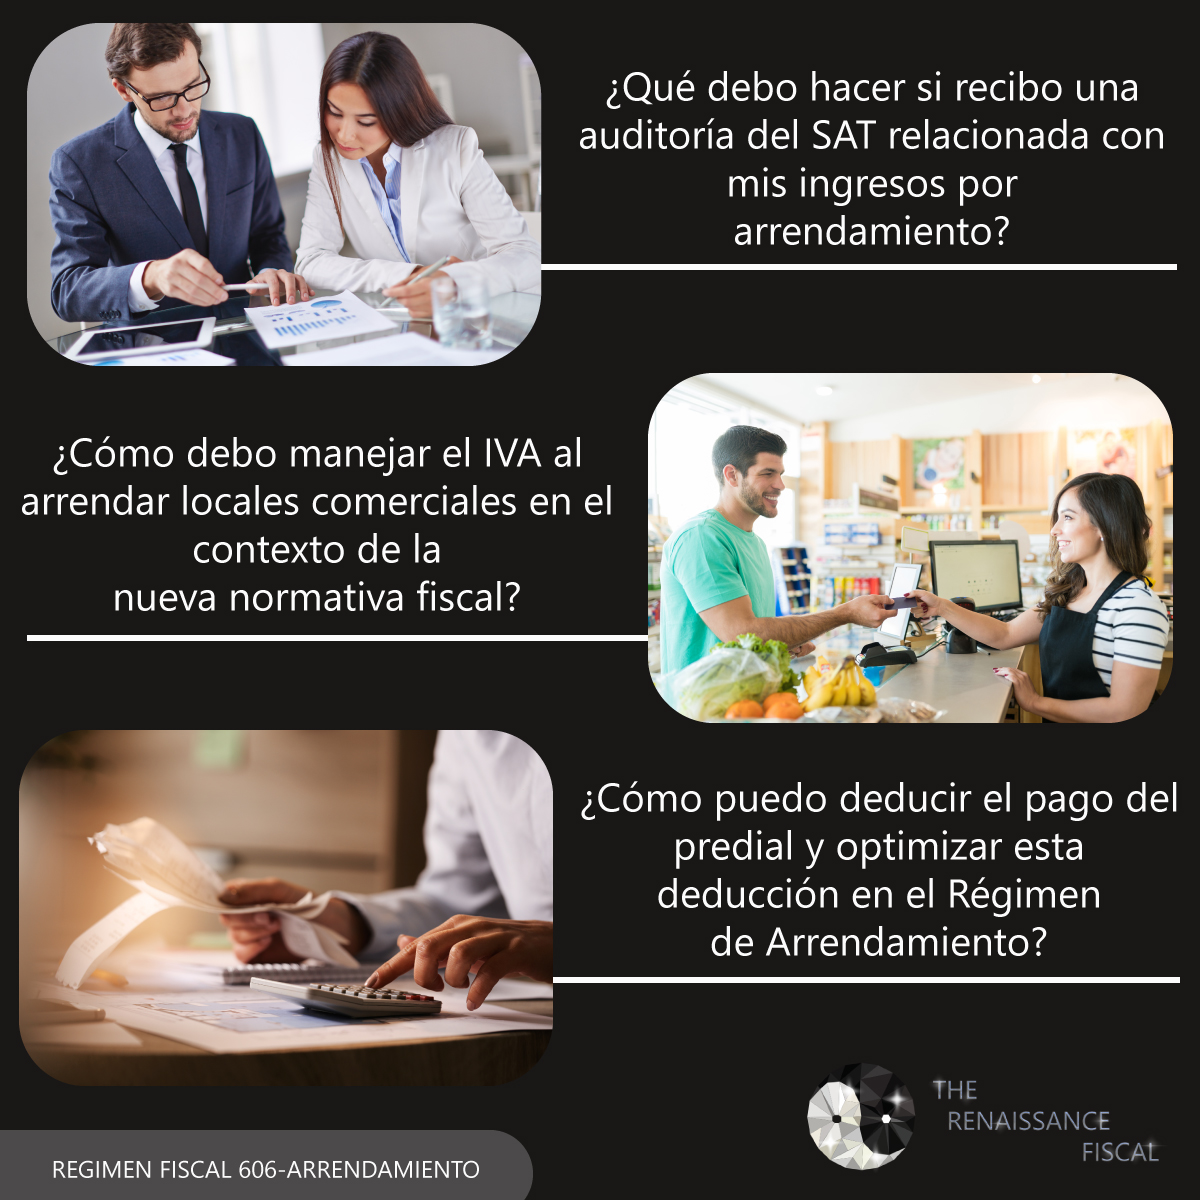 ¿Qué debo hacer si recibo una
auditoría del SAT relacionada con
mis ingresos por
arrendamiento?
¿Cómo debo manejar el IVA al
arrendar locales comerciales en el
contexto de la
nueva normativa fiscal?
¿Cómo puedo deducir el pago del
predial y optimizar esta
deducción en el Régimen
de Arrendamiento?
THE
RENAISSANCE
FISCAL
REGIMEN FISCAL 606-ARRENDAMIENTO